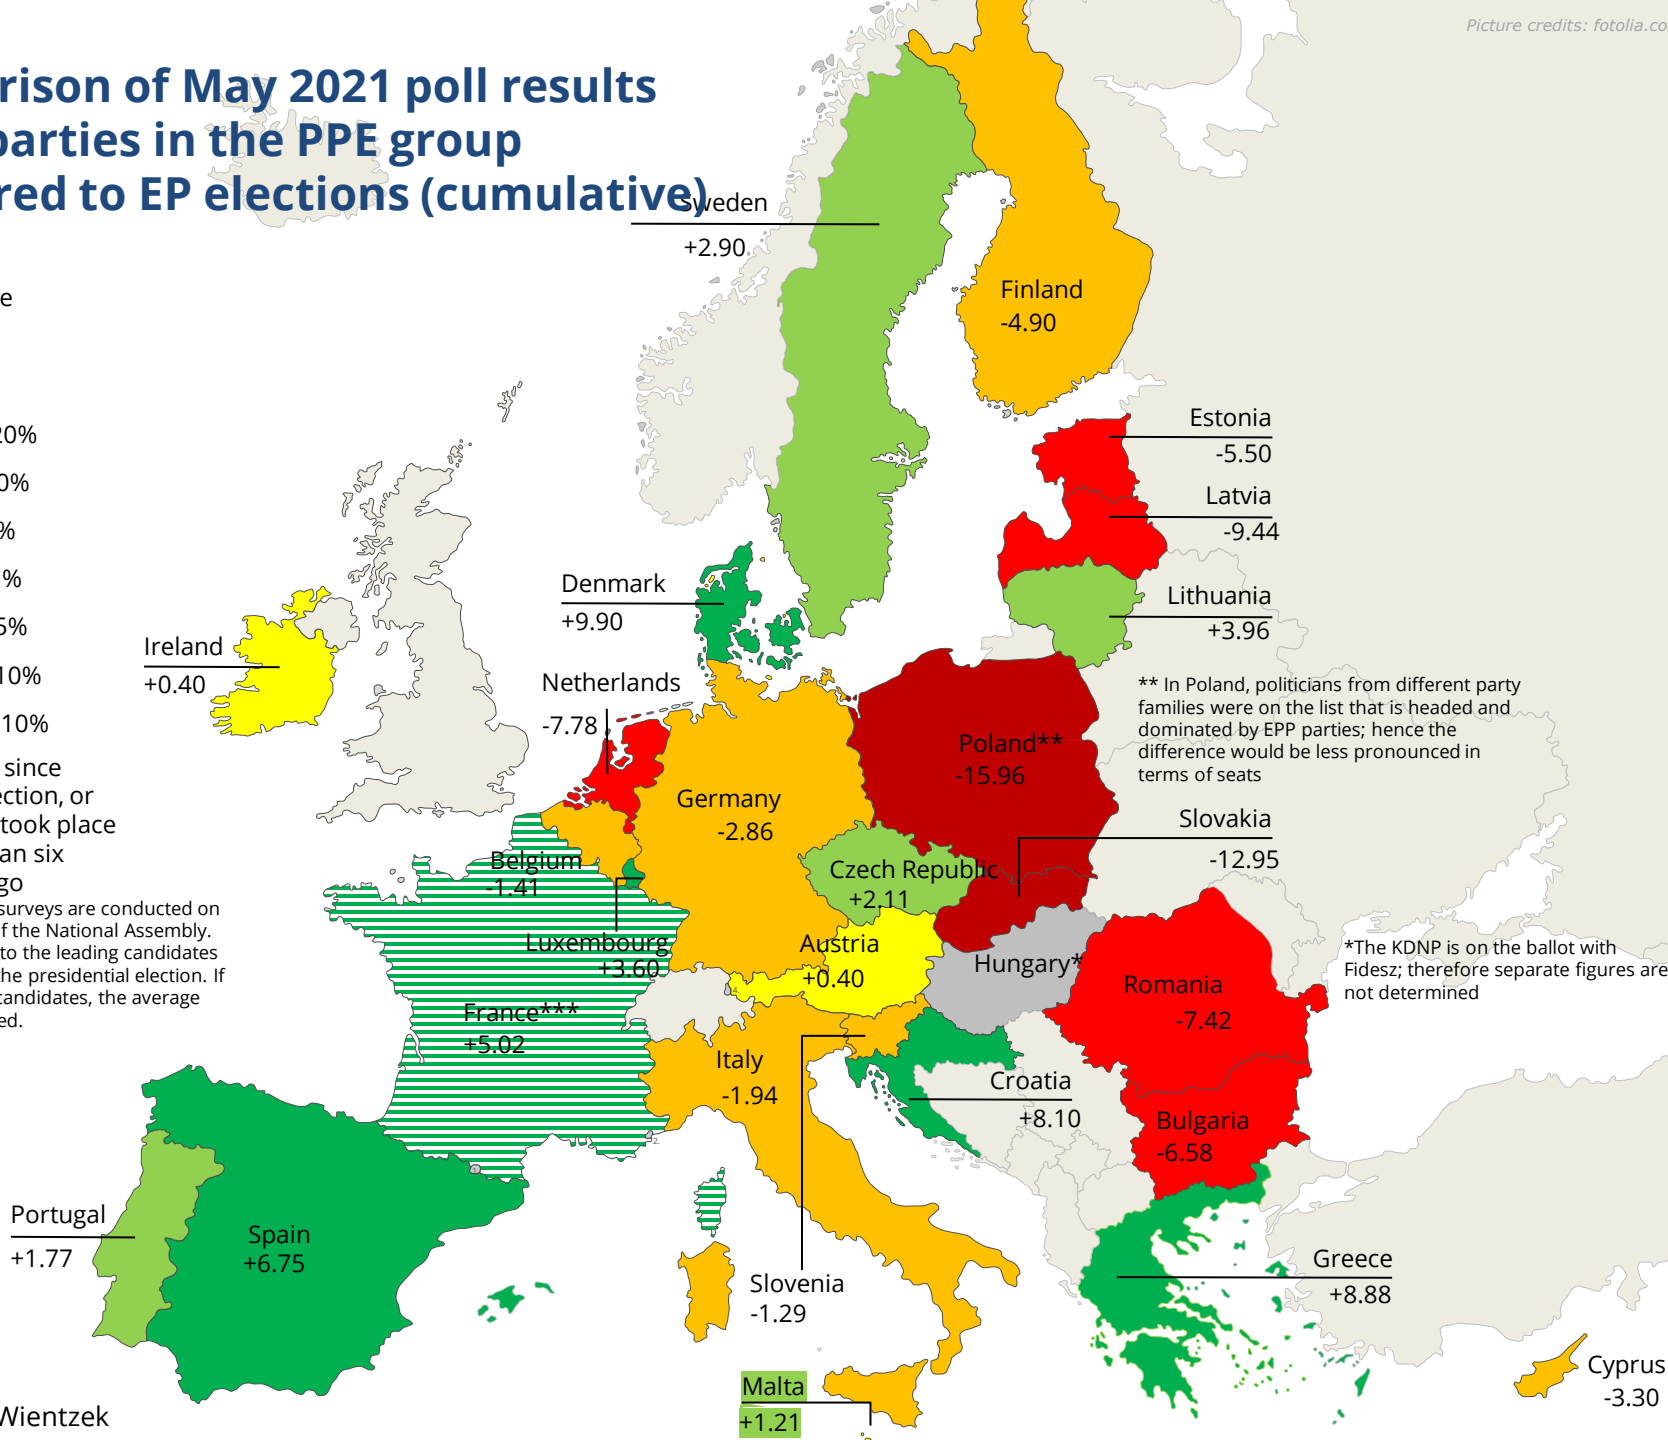 Picture credits: fotolia.co
rison of May 2021 poll results
parties in the PPE group
red to EP elections (cumulative)
Sweden
+2.90
e
Finland
-4.90
20%
0%
%
%
5%
10%
10%
Estonia
-5.50
Latvia
-9.44
Lithuania
+3.96
Denmark
+9.90
Ireland
+0.40
Netherlands
-7.78
** In Poland, politicians from different party
families were on the list that is headed and
dominated by EPP parties; hence the
difference would be less pronounced in
terms of seats
Poland**
-15.96
Germany
-2.86
Slovakia
-12.95
since
ection, or
took place
an six
go
surveys are conducted on
f the National Assembly.
to the leading candidates
the presidential election. If
candidates, the average
ed.
Belgium
-1.41
Czech Republic
+2.11
Luxembourg
+3.60
Austria
+0.40
Hungary*
*The KDNP is on the ballot with
Fidesz; therefore separate figures are
not determined
Romania
-7.42
France***
+5.02
Italy
-1.94
Croatia
+8.10
Bulgaria
-6.58
2.
4.
Portugal
+1.77
Spain
+6.75
Slovenia
-1.29
Greece
+8.88
Malta
+1.21
Cyprus
-3.30
Wientzek